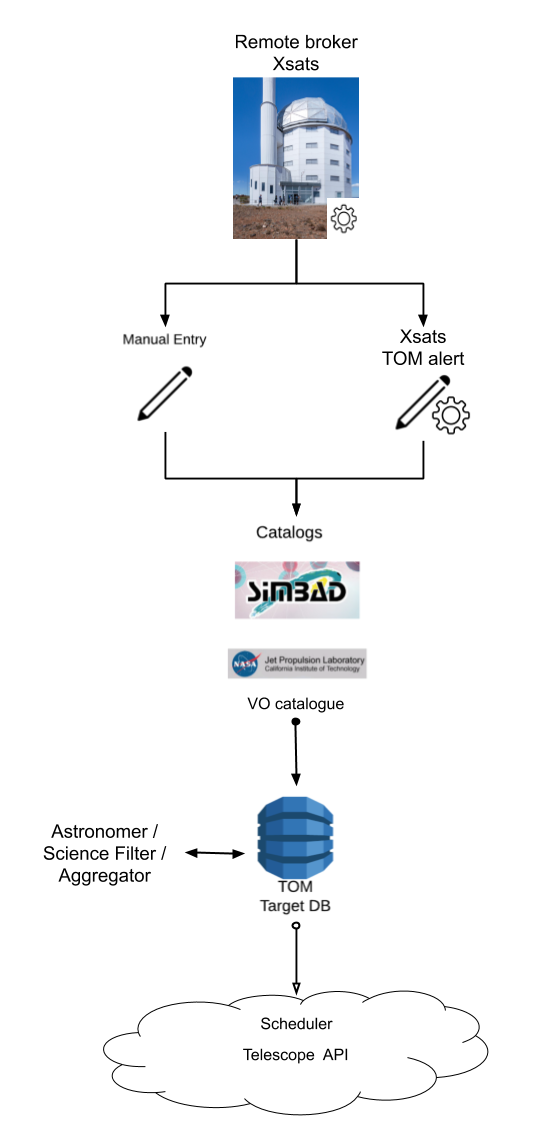 Remote broker
Xsats
Manual Entry
Xsats
TOM alert
Catalogs
SiMBAD
NASA
Jet Propulsion Laboratory
California Institute of Technology
VO catalogue
Astronomer /
Science Filter /
Aggregator
TOM
Target DB
Scheduler
Telescope API